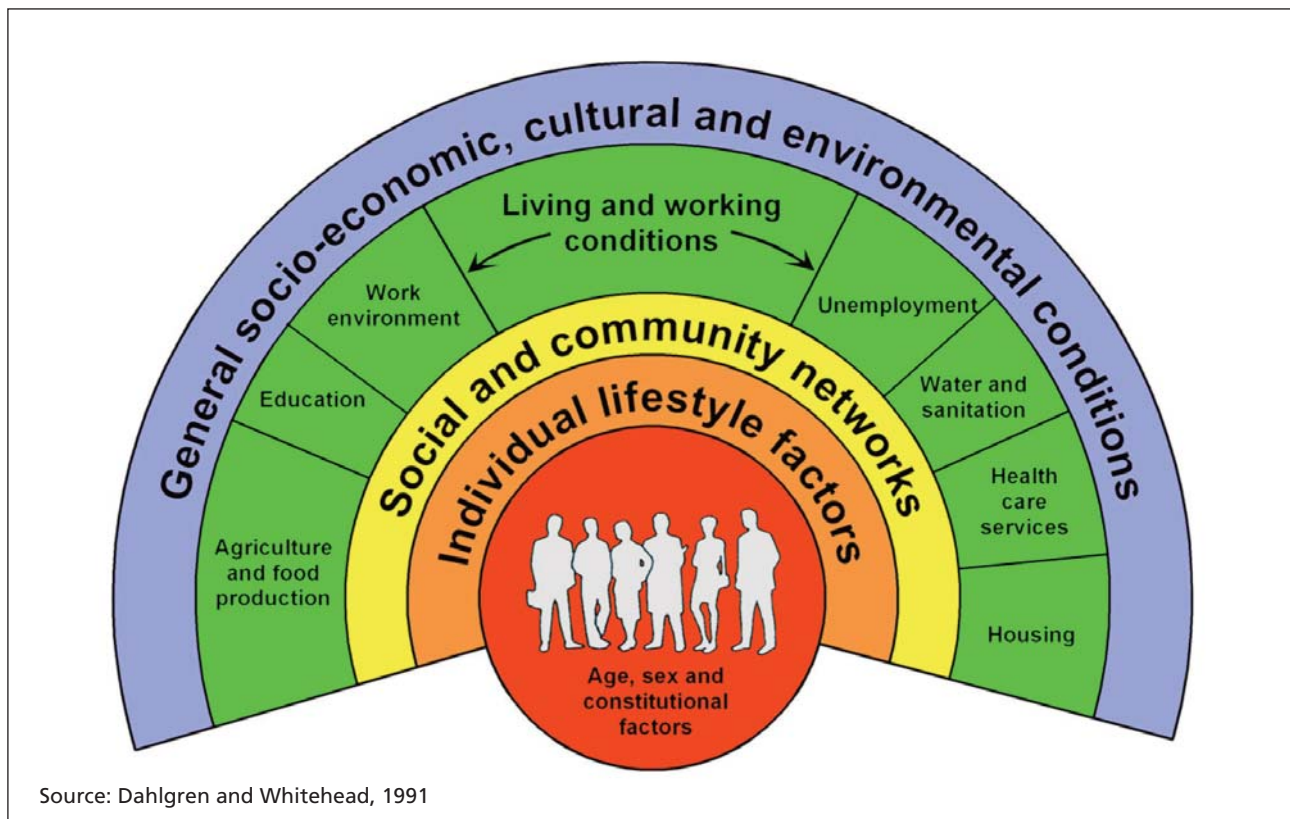 General socio-economic, cultural and environmental conditions
Living and working
conditions
Work
environment
Education
Agriculture
and food
production
Unemployment
Water and
sanitation
Health
care
services
Housing
Social and community networks
Individual lifestyle factors
Age, sex and
constitutional
factors
Source: Dahlgren and Whitehead, 1991